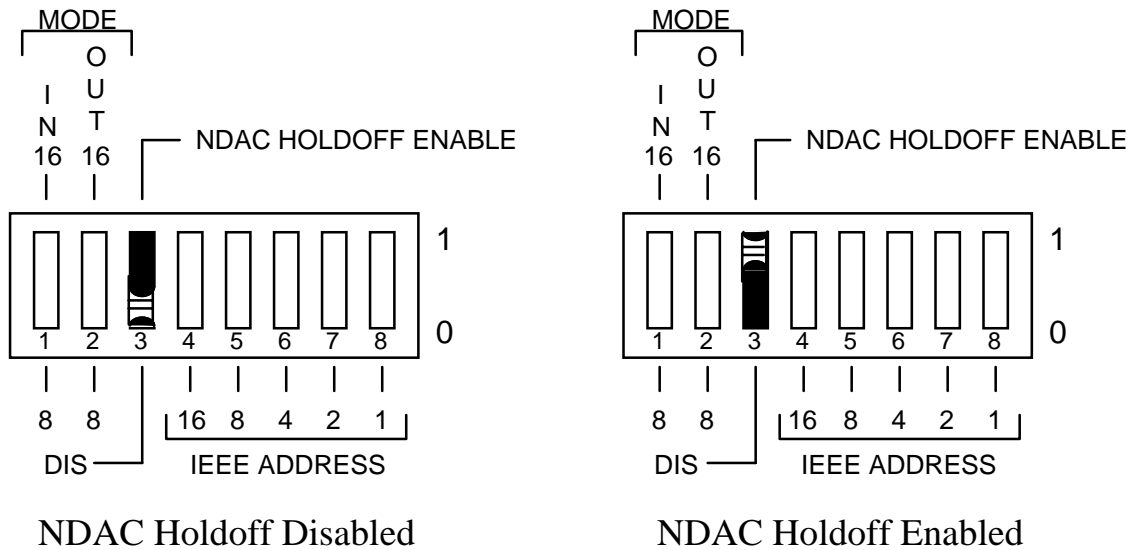 MODE MODE
O O
U U
I T I T
N N
16 16 NDAC HOLDOFF ENABLE 16 16 NDAC HOLDOFF ENABLE
1 1
1 2 3 4 5 6 7 8 0 1 2 3 4 5 6 7 8 0
8 8 16 8 4 2 1 8 8 16 8 4 2 1
DIS IEEE ADDRESS DIS IEEE ADDRESS
NDAC Holdoff Disabled NDAC Holdoff Enabled